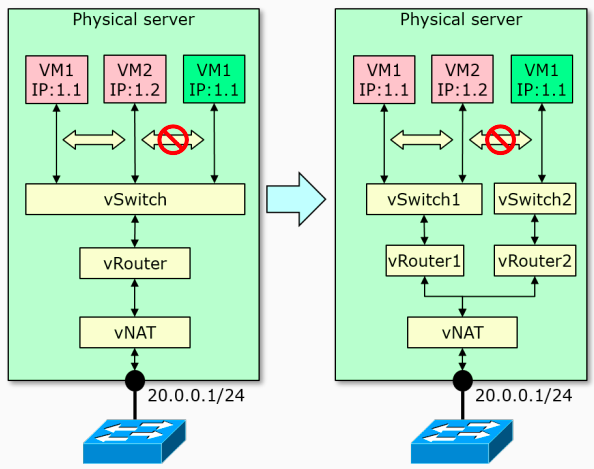 Physical server
VM1
IP:1.1
VM2
IP:1.2
VM1
IP:1.1
vSwitch
vRouter
vNAT
20.0.0.1/24
Physical server
VM1
IP:1.1
VM2
IP:1.2
VM1
IP:1.1
vSwitch1
vSwitch2
vRouter1
vRouter2
vNAT
20.0.0.1/24